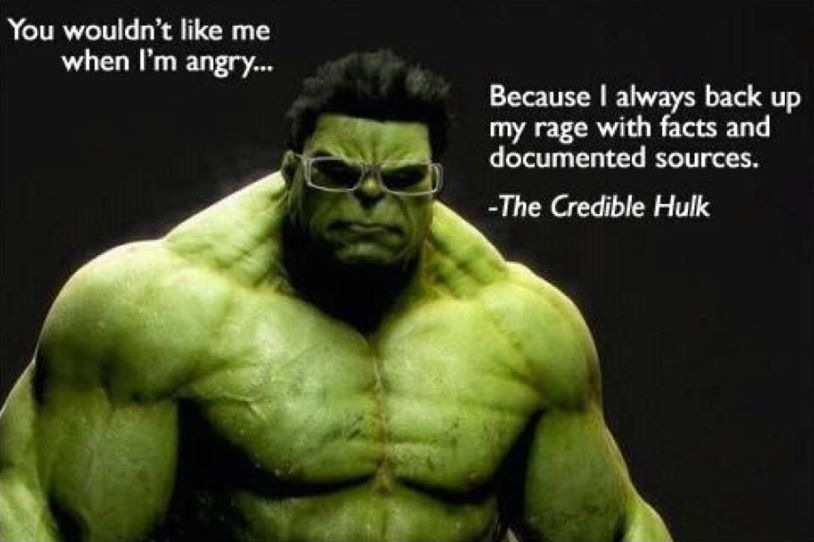 You wouldn't like me
when I'm angry...
Because I always back up
my rage with facts and
documented sources.
-The Credible Hulk